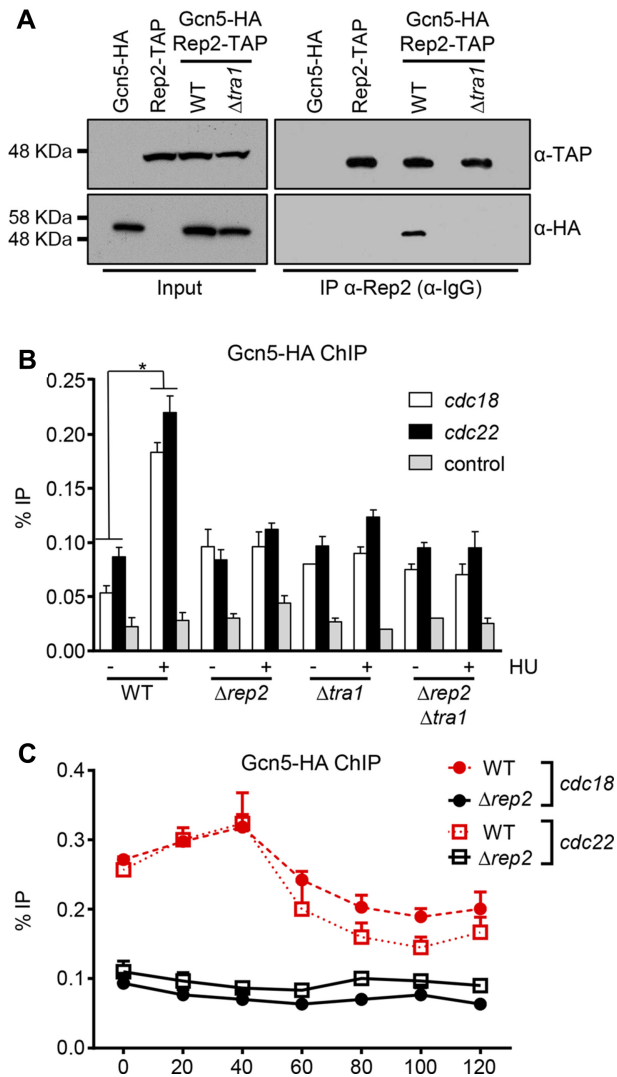 A
Gcn5-HA
Rep2-TAP
Gcn5-HA
Rep2-TAP
WT
Δtra1
Gcn5-HA
Rep2-TAP
Gcn5-HA
Rep2-TAP
WT
Δtra1
48 KDa
α-TAP
58 KDa
48 KDa
α-HA
Input
IP α-Rep2 (α-IgG)
B
Gcn5-HA ChIP
*
cdc18
cdc22
control
% IP
0.25
0.20
0.15
0.10
0.05
0.00
- + - + - + - + HU
WT
Δrep2
Δtra1
Δrep2
Δtra1
C
Gcn5-HA ChIP
WT
Δrep2
cdc18
WT
Δrep2
cdc22
% IP
0.4
0.3
0.2
0.1
0.0
0 20 40 60 80 100 120